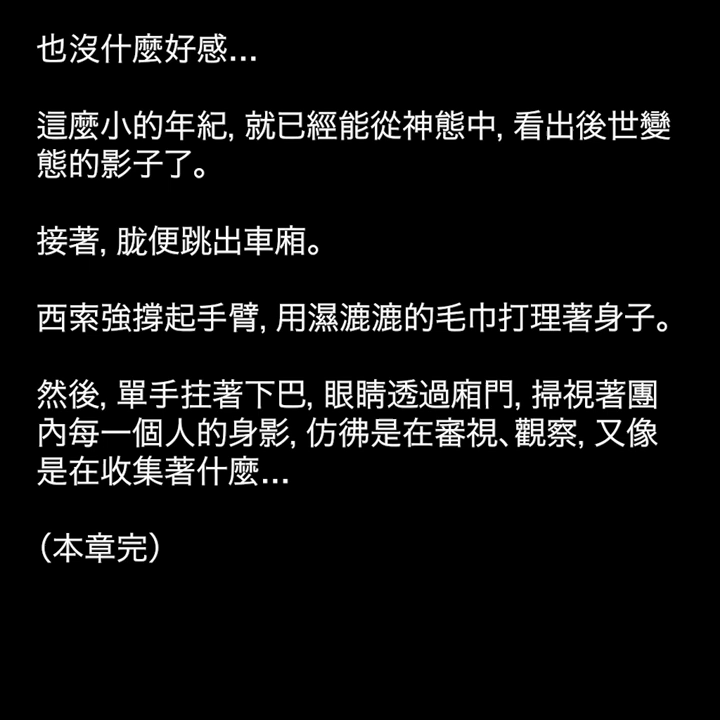 也沒什麼好感…
這麼小的年紀, 就已經能從神態中, 看出後世變
態的影子了。
接著, 胧便跳出車廂。
西索強撐起手臂, 用濕漉漉的毛巾打理著身子。
然後, 單手拄著下巴, 眼睛透過廂門, 掃視著團
內每一個人的身影, 仿彿是在審視、觀察, 又像
是在收集著什麼…
（本章完）